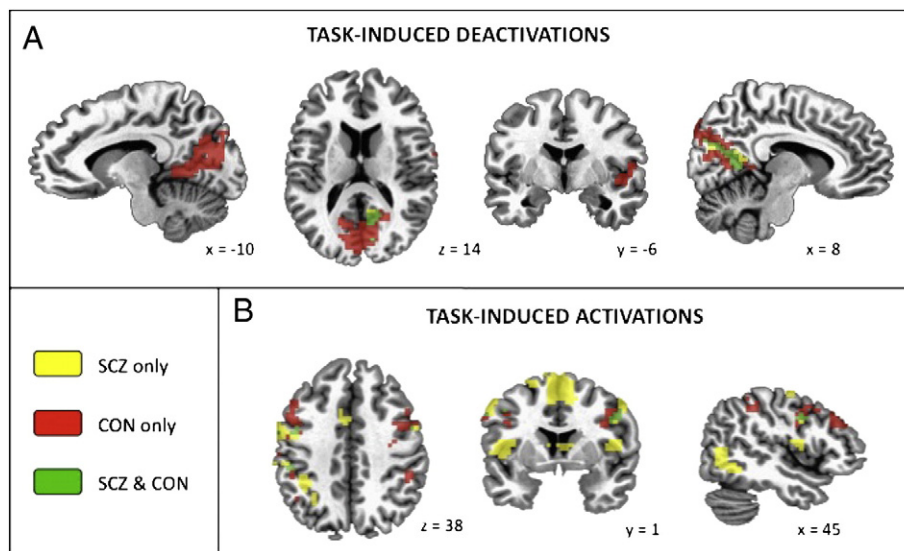 A
TASK-INDUCED DEACTIVATIONS
x = -10
z = 14
y = -6
x = 8
B
TASK-INDUCED ACTIVATIONS
SCZ only
CON only
SCZ & CON
z = 38
y = 1
x = 45